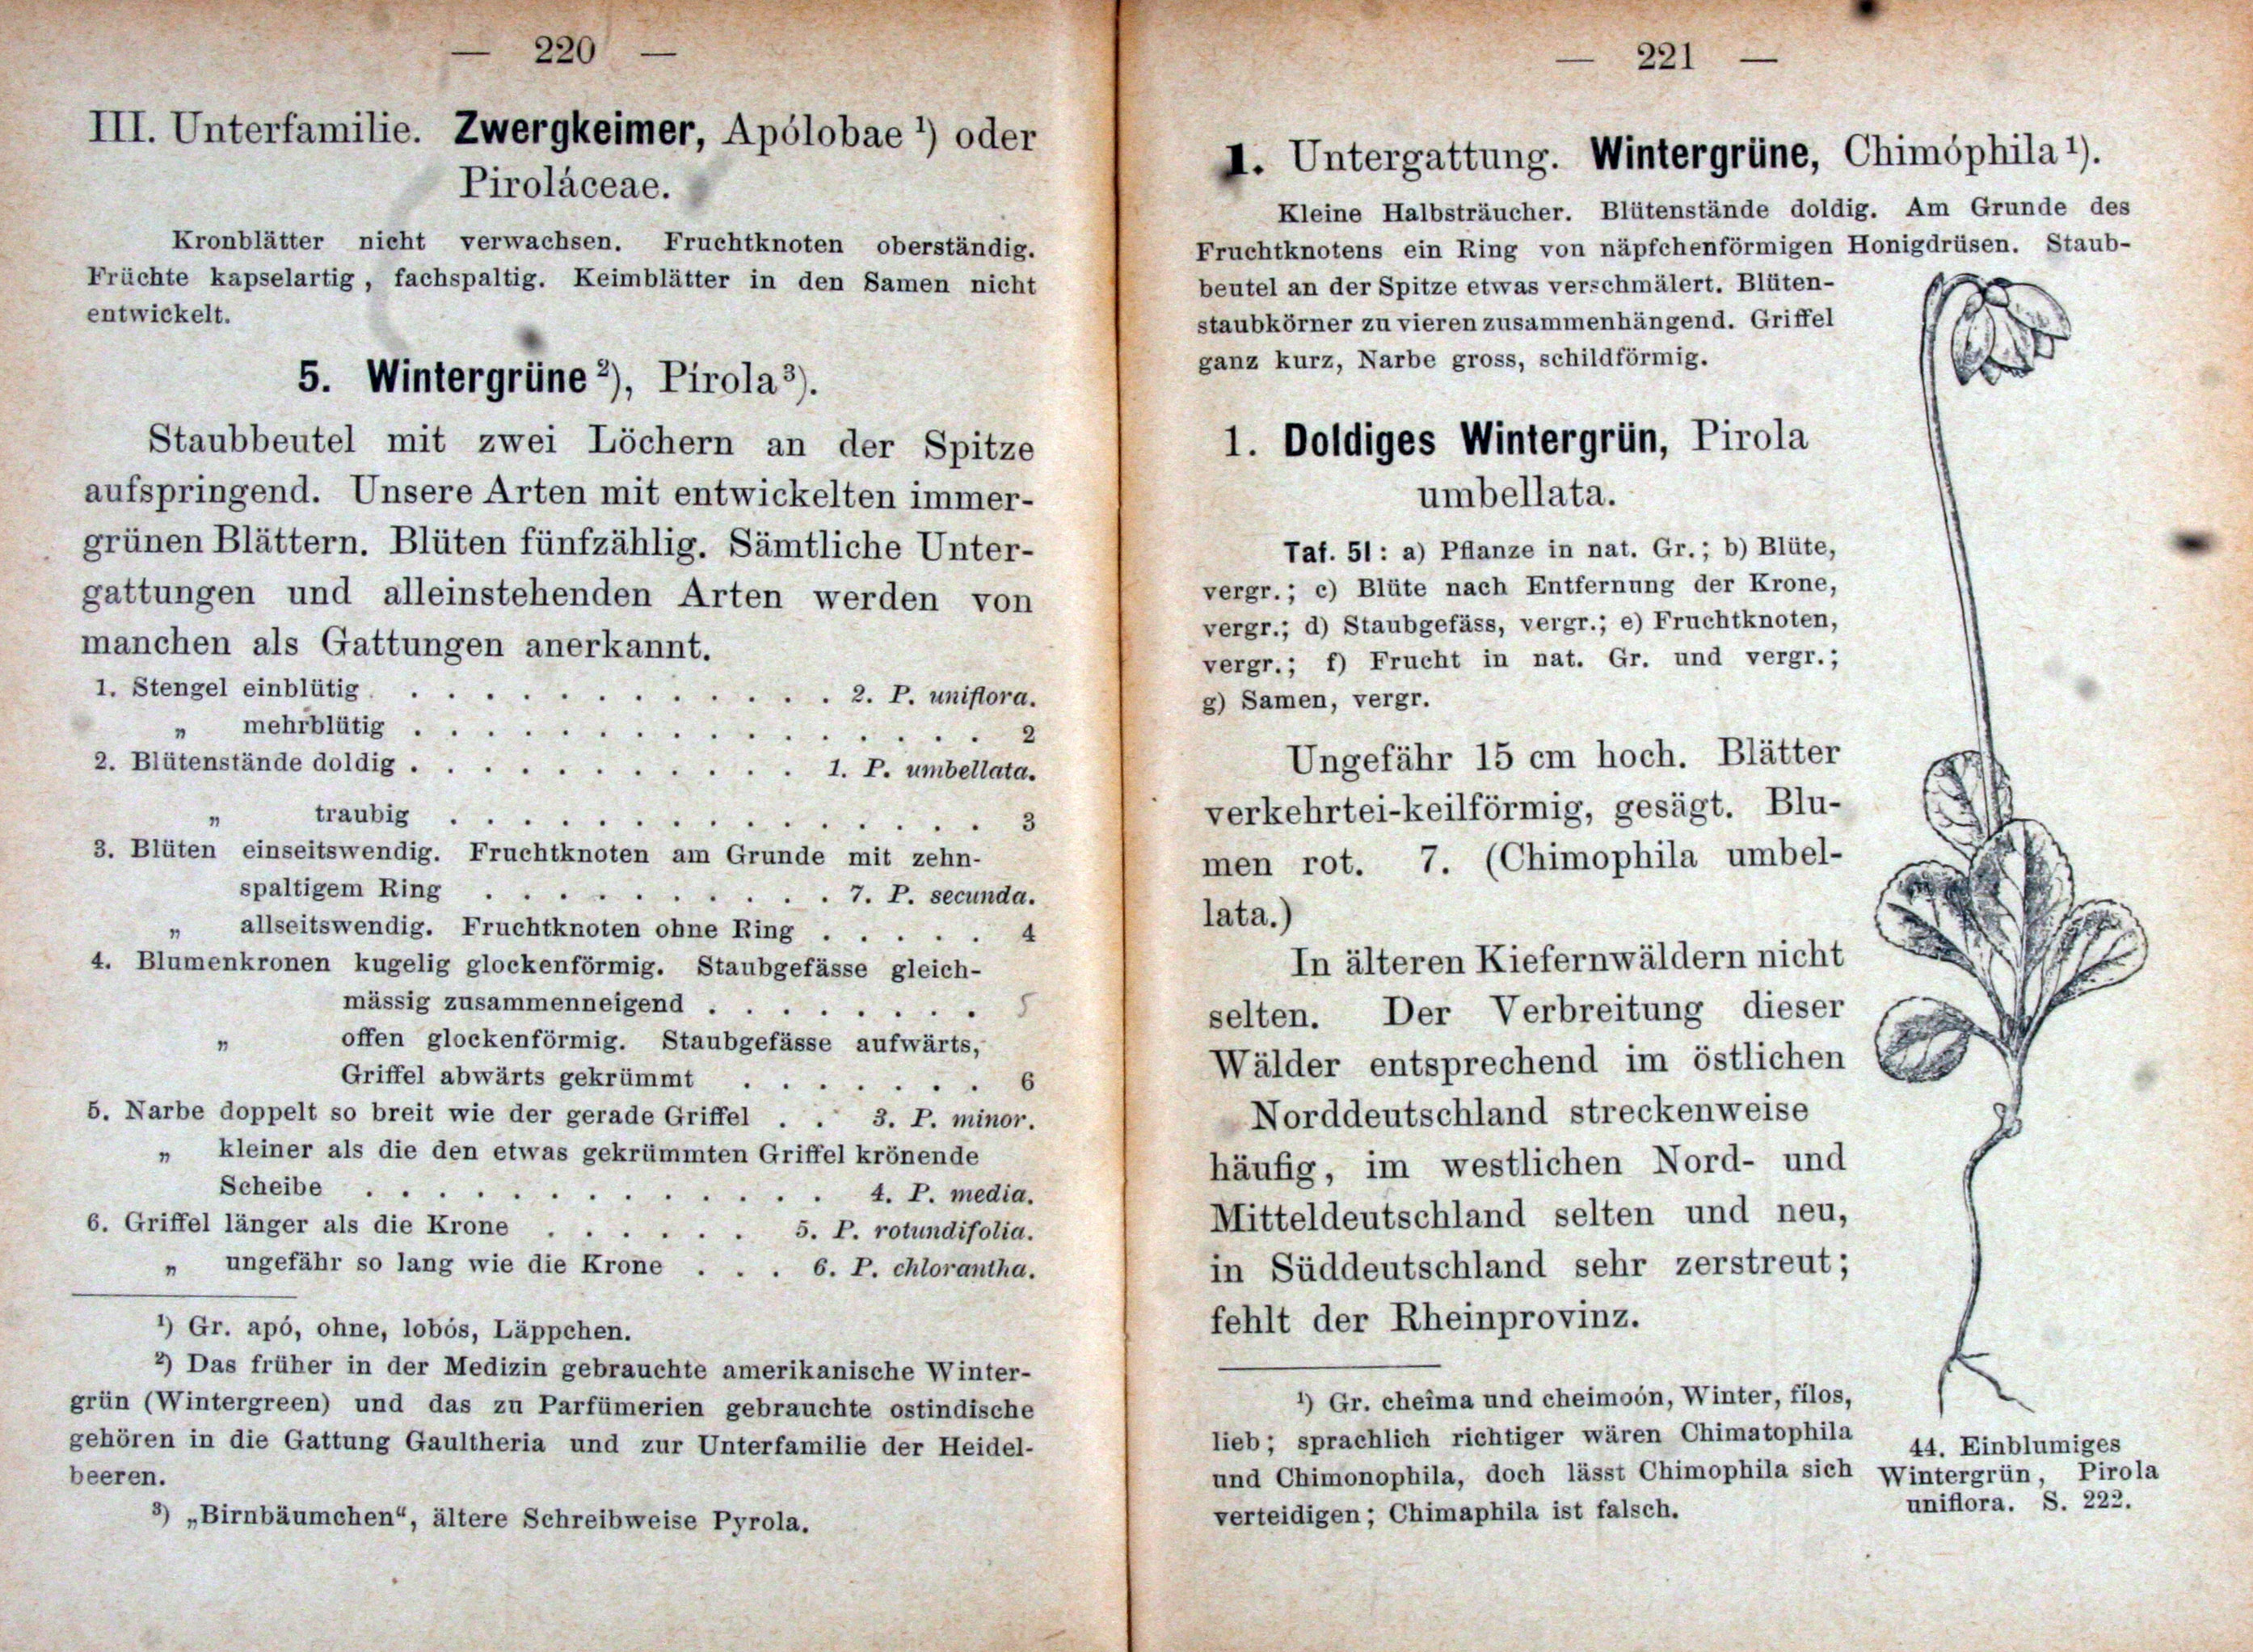 — 220 —
III. Unterfamilie. Zwergkeimer, Apólobae ¹) oder
Piroláceae.
Kronblätter nicht verwachsen. Fruchtknoten oberständig.
Früchte kapselartig, fachspaltig. Keimblätter in den Samen nicht
entwickelt.
5. Wintergrüne ²), Pirola ³).
Staubbeutel mit zwei Löchern an der Spitze
aufspringend. Unsere Arten mit entwickelten immer-
grünen Blättern. Blüten fünfzählig. Sämtliche Unter-
gattungen und alleinstehenden Arten werden von
manchen als Gattungen anerkannt.
1. Stengel einblütig . . . . . . . . . . . . . 2. P. uniflora.
„ mehrblütig . . . . . . . . . . . . . . . . 2
2. Blütenstände doldig . . . . . . . . . . . 1. P. umbellata.
„ traubig . . . . . . . . . . . . . . . 3
3. Blüten einseitswendig. Fruchtknoten am Grunde mit zehn-
spaltigem Ring . . . . . . . . . . 7. P. secunda.
„ allseitswendig. Fruchtknoten ohne Ring . . . . . 4
4. Blumenkronen kugelig glockenförmig. Staubgefässe gleich-
mässig zusammenneigend . . . . . . . . 5
„ offen glockenförmig. Staubgefässe aufwärts,
Griffel abwärts gekrümmt . . . . . . . 6
5. Narbe doppelt so breit wie der gerade Griffel . . 3. P. minor.
„ kleiner als die den etwas gekrümmten Griffel krönende
Scheibe . . . . . . . . . . . . . 4. P. media.
6. Griffel länger als die Krone . . . . . . 5. P. rotundifolia.
„ ungefähr so lang wie die Krone . . . 6. P. chlorantha.
¹) Gr. apó, ohne, lobós, Läppchen.
²) Das früher in der Medizin gebrauchte amerikanische Winter-
grün (Wintergreen) und das zu Parfümerien gebrauchte ostindische
gehören in die Gattung Gaultheria und zur Unterfamilie der Heidel-
beeren.
³) „Birnbäumchen“, ältere Schreibweise Pyrola.
— 221 —
I. Untergattung. Wintergrüne, Chimóphila ¹).
Kleine Halbsträucher. Blütenstände doldig. Am Grunde des
Fruchtknotens ein Ring von näpfchenförmigen Honigdrüsen. Staub-
beutel an der Spitze etwas verschmälert. Blüten-
staubkörner zu vieren zusammenhängend. Griffel
ganz kurz, Narbe gross, schildförmig.
1. Doldiges Wintergrün, Pirola
umbellata.
Taf. 51: a) Pflanze in nat. Gr.; b) Blüte,
vergr.; c) Blüte nach Entfernung der Krone,
vergr.; d) Staubgefäss, vergr.; e) Fruchtknoten,
vergr.; f) Frucht in nat. Gr. und vergr.;
g) Samen, vergr.
Ungefähr 15 cm hoch. Blätter
verkehrtei-keilförmig, gesägt. Blu-
men rot. 7. (Chimophila umbel-
lata.)
In älteren Kiefernwäldern nicht
selten. Der Verbreitung dieser
Wälder entsprechend im östlichen
Norddeutschland streckenweise
häufig, im westlichen Nord- und
Mitteldeutschland selten und neu,
in Süddeutschland sehr zerstreut;
fehlt der Rheinprovinz.
¹) Gr. cheîma und cheimoón, Winter, filos,
lieb; sprachlich richtiger wären Chimatophila
und Chimonophila, doch lässt Chimophila sich
verteidigen; Chimaphila ist falsch.
44. Einblumiges
Wintergrün, Pirola
uniflora. S. 222.